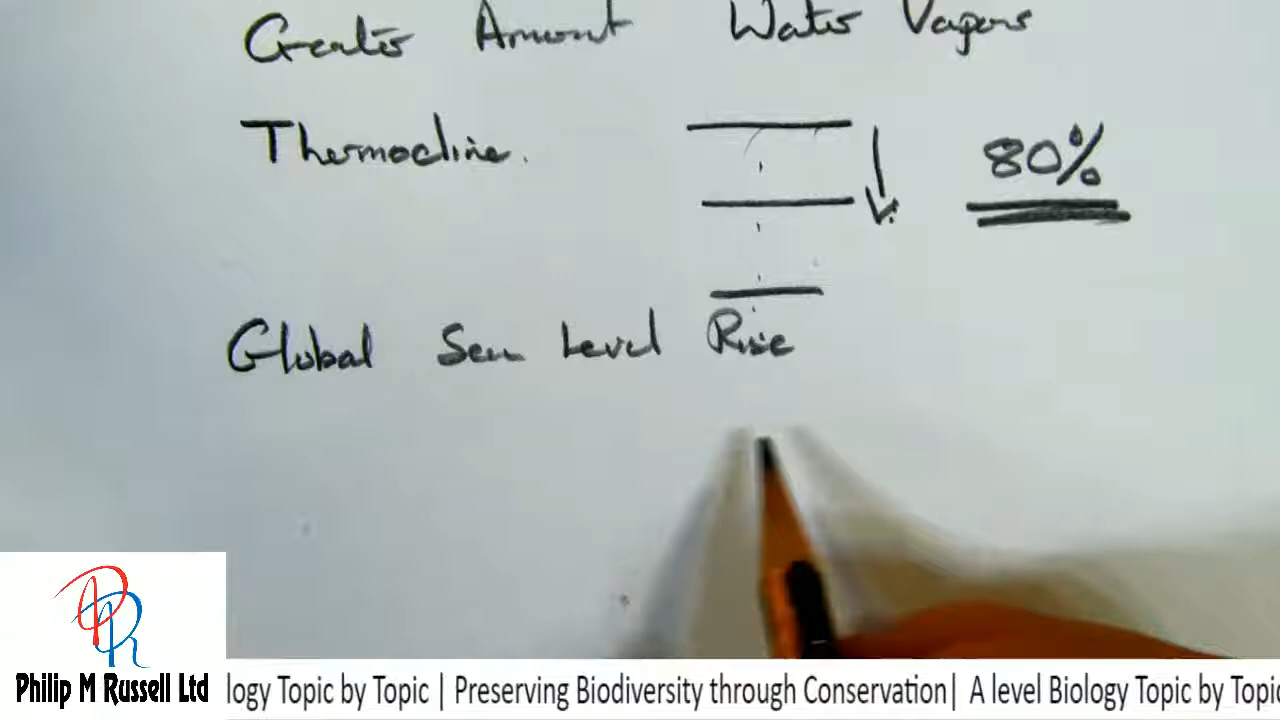 Greater Amount Water Vapour
Thermocline.
80%
Global Sea Level Rise
PR
Philip M Russell Ltd
logy Topic by Topic | Preserving Biodiversity through Conservation| A level Biology Topic by Topic